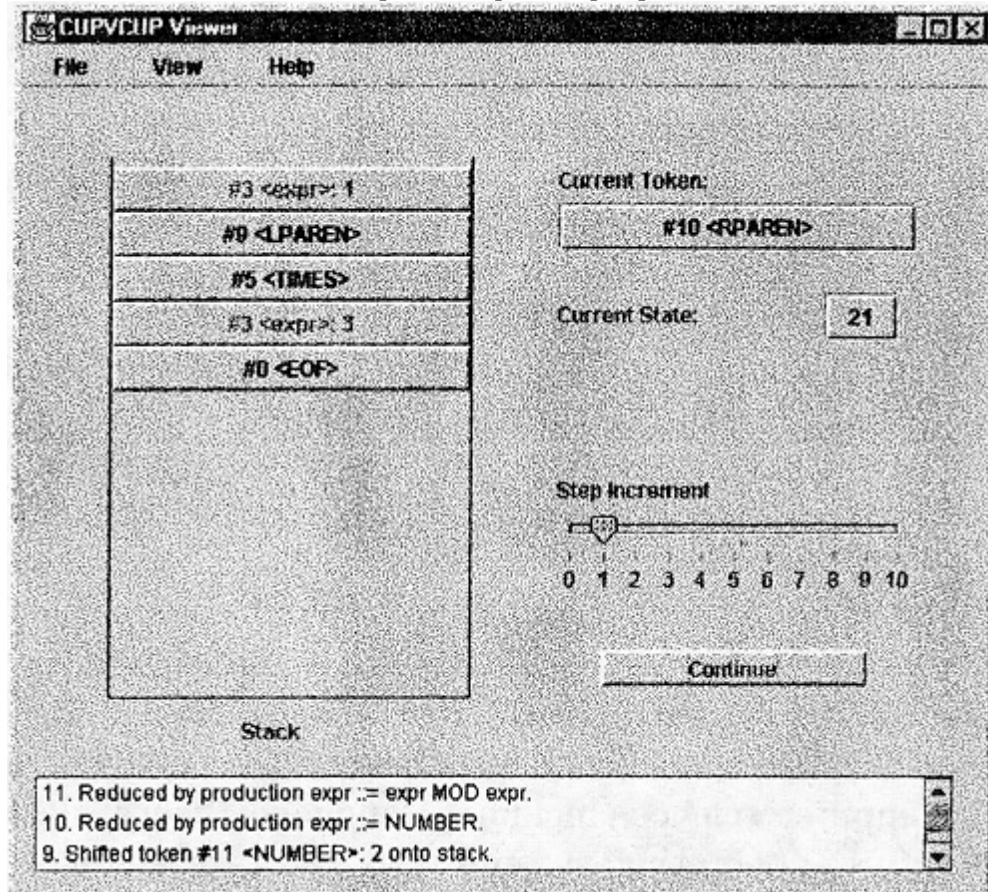 CUPVCUP Viewer
File View Help
#3 <expr>: 1
#9 <LPAREN>
#5 <TIMES>
#3 <expr>: 3
#0 <EOF>
Stack
Current Token:
#10 <RPAREN>
Current State: 21
Step Increment
0 1 2 3 4 5 6 7 8 9 10
Continue
11. Reduced by production expr ::= expr MOD expr.
10. Reduced by production expr ::= NUMBER.
9. Shifted token #11 <NUMBER>: 2 onto stack.